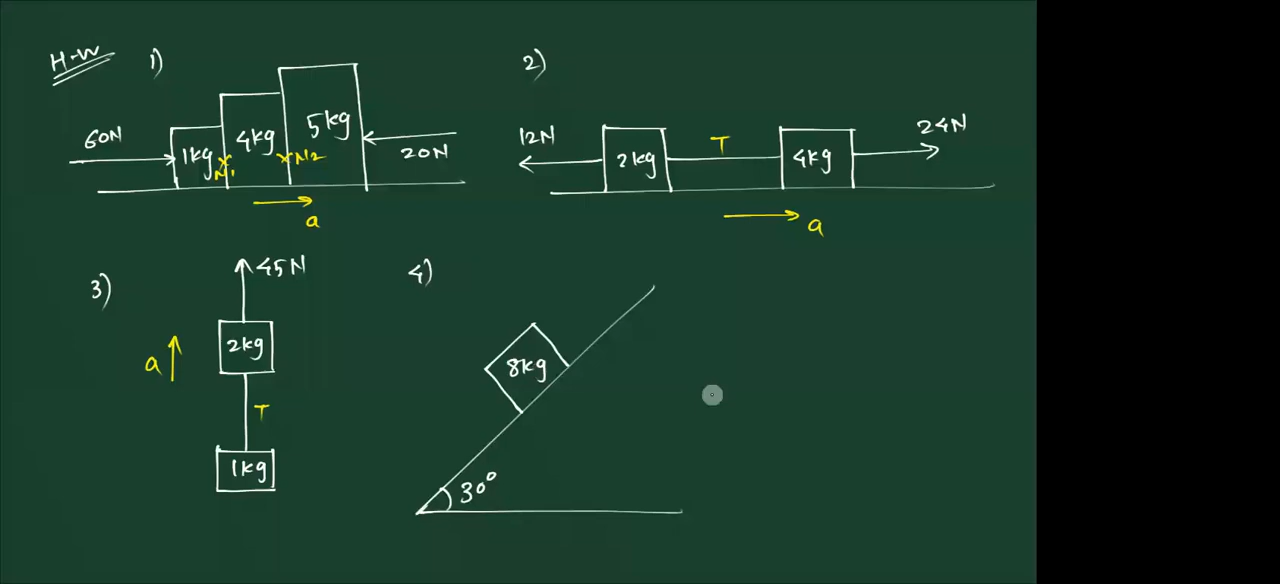 H-W
1)
60N
1kg
4kg
5kg
20N
N1
N2
a
2)
12N
2kg
T
4kg
24N
a
3)
45N
2kg
a
T
1kg
4)
8kg
30°